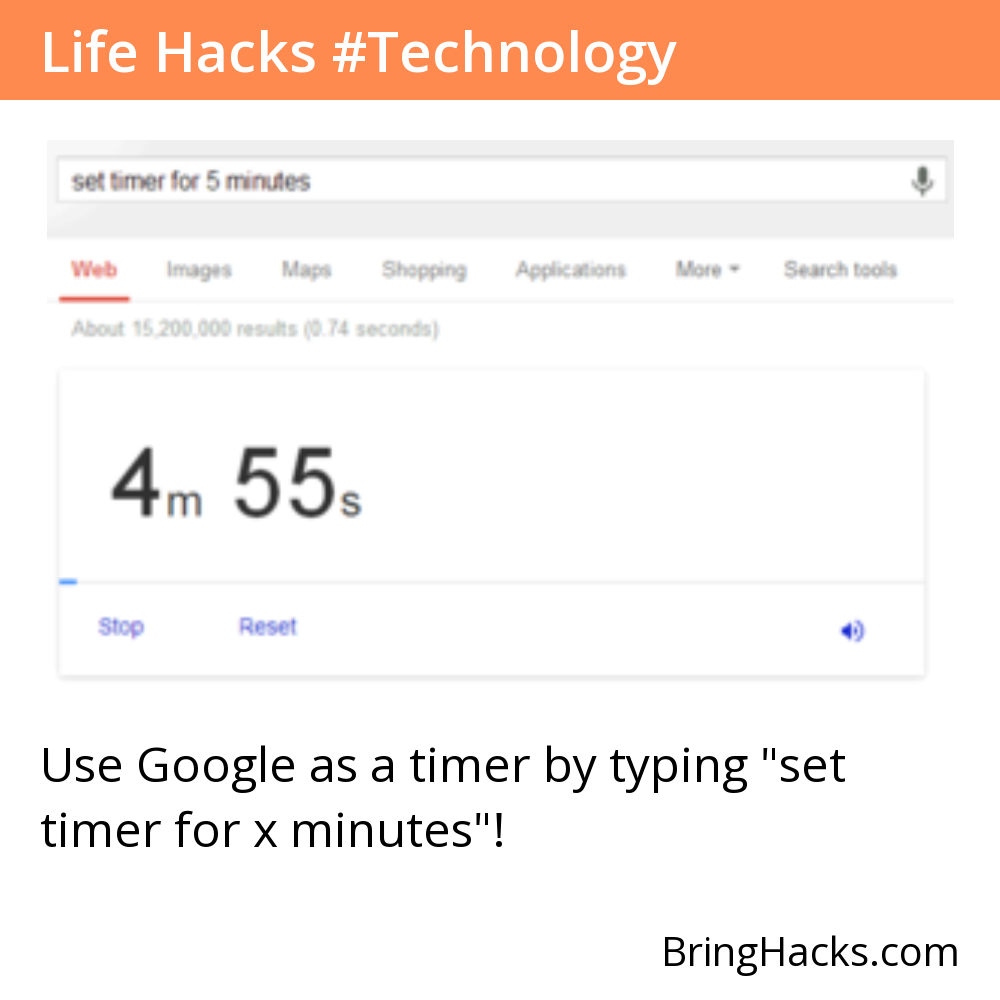 Life Hacks #Technology
set timer for 5 minutes
Web Images Maps Shopping Applications More Search tools
About 15,200,000 results (0.74 seconds)
4m 55s
Stop Reset
Use Google as a timer by typing "set
timer for x minutes"!
BringHacks.com